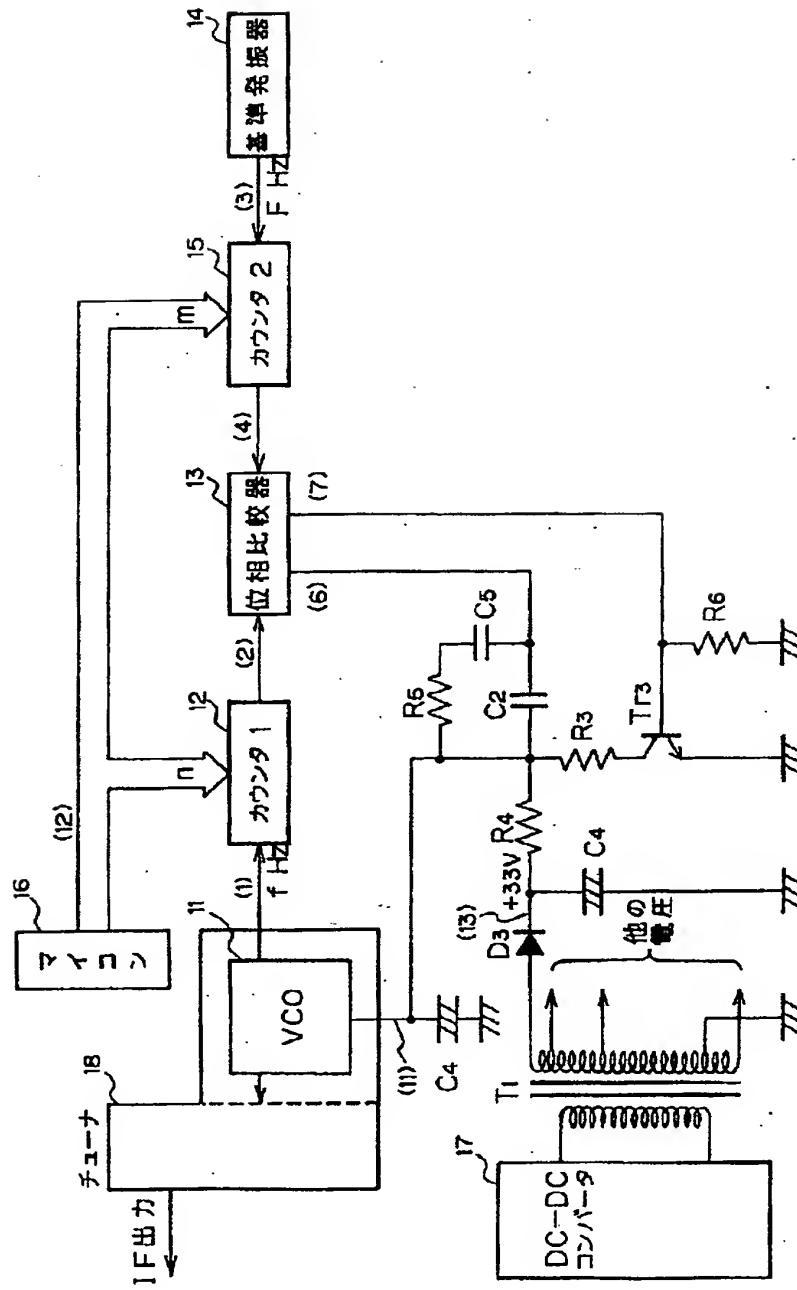 14
基準発振器
(3)
F Hz
15
カウンタ 2
m
(4)
13
位相比較器
(7)
(6)
(2)
12
カウンタ 1
n
(12)
16
マイコン
(1)
f Hz
11
VCO
(11)
18
チューナ
IF出力
C4
R5
C5
C2
R3
Tr3
R6
R4
+33V
(13)
D3
C4
他の
電圧
T1
17
DC-DC
コンバータ